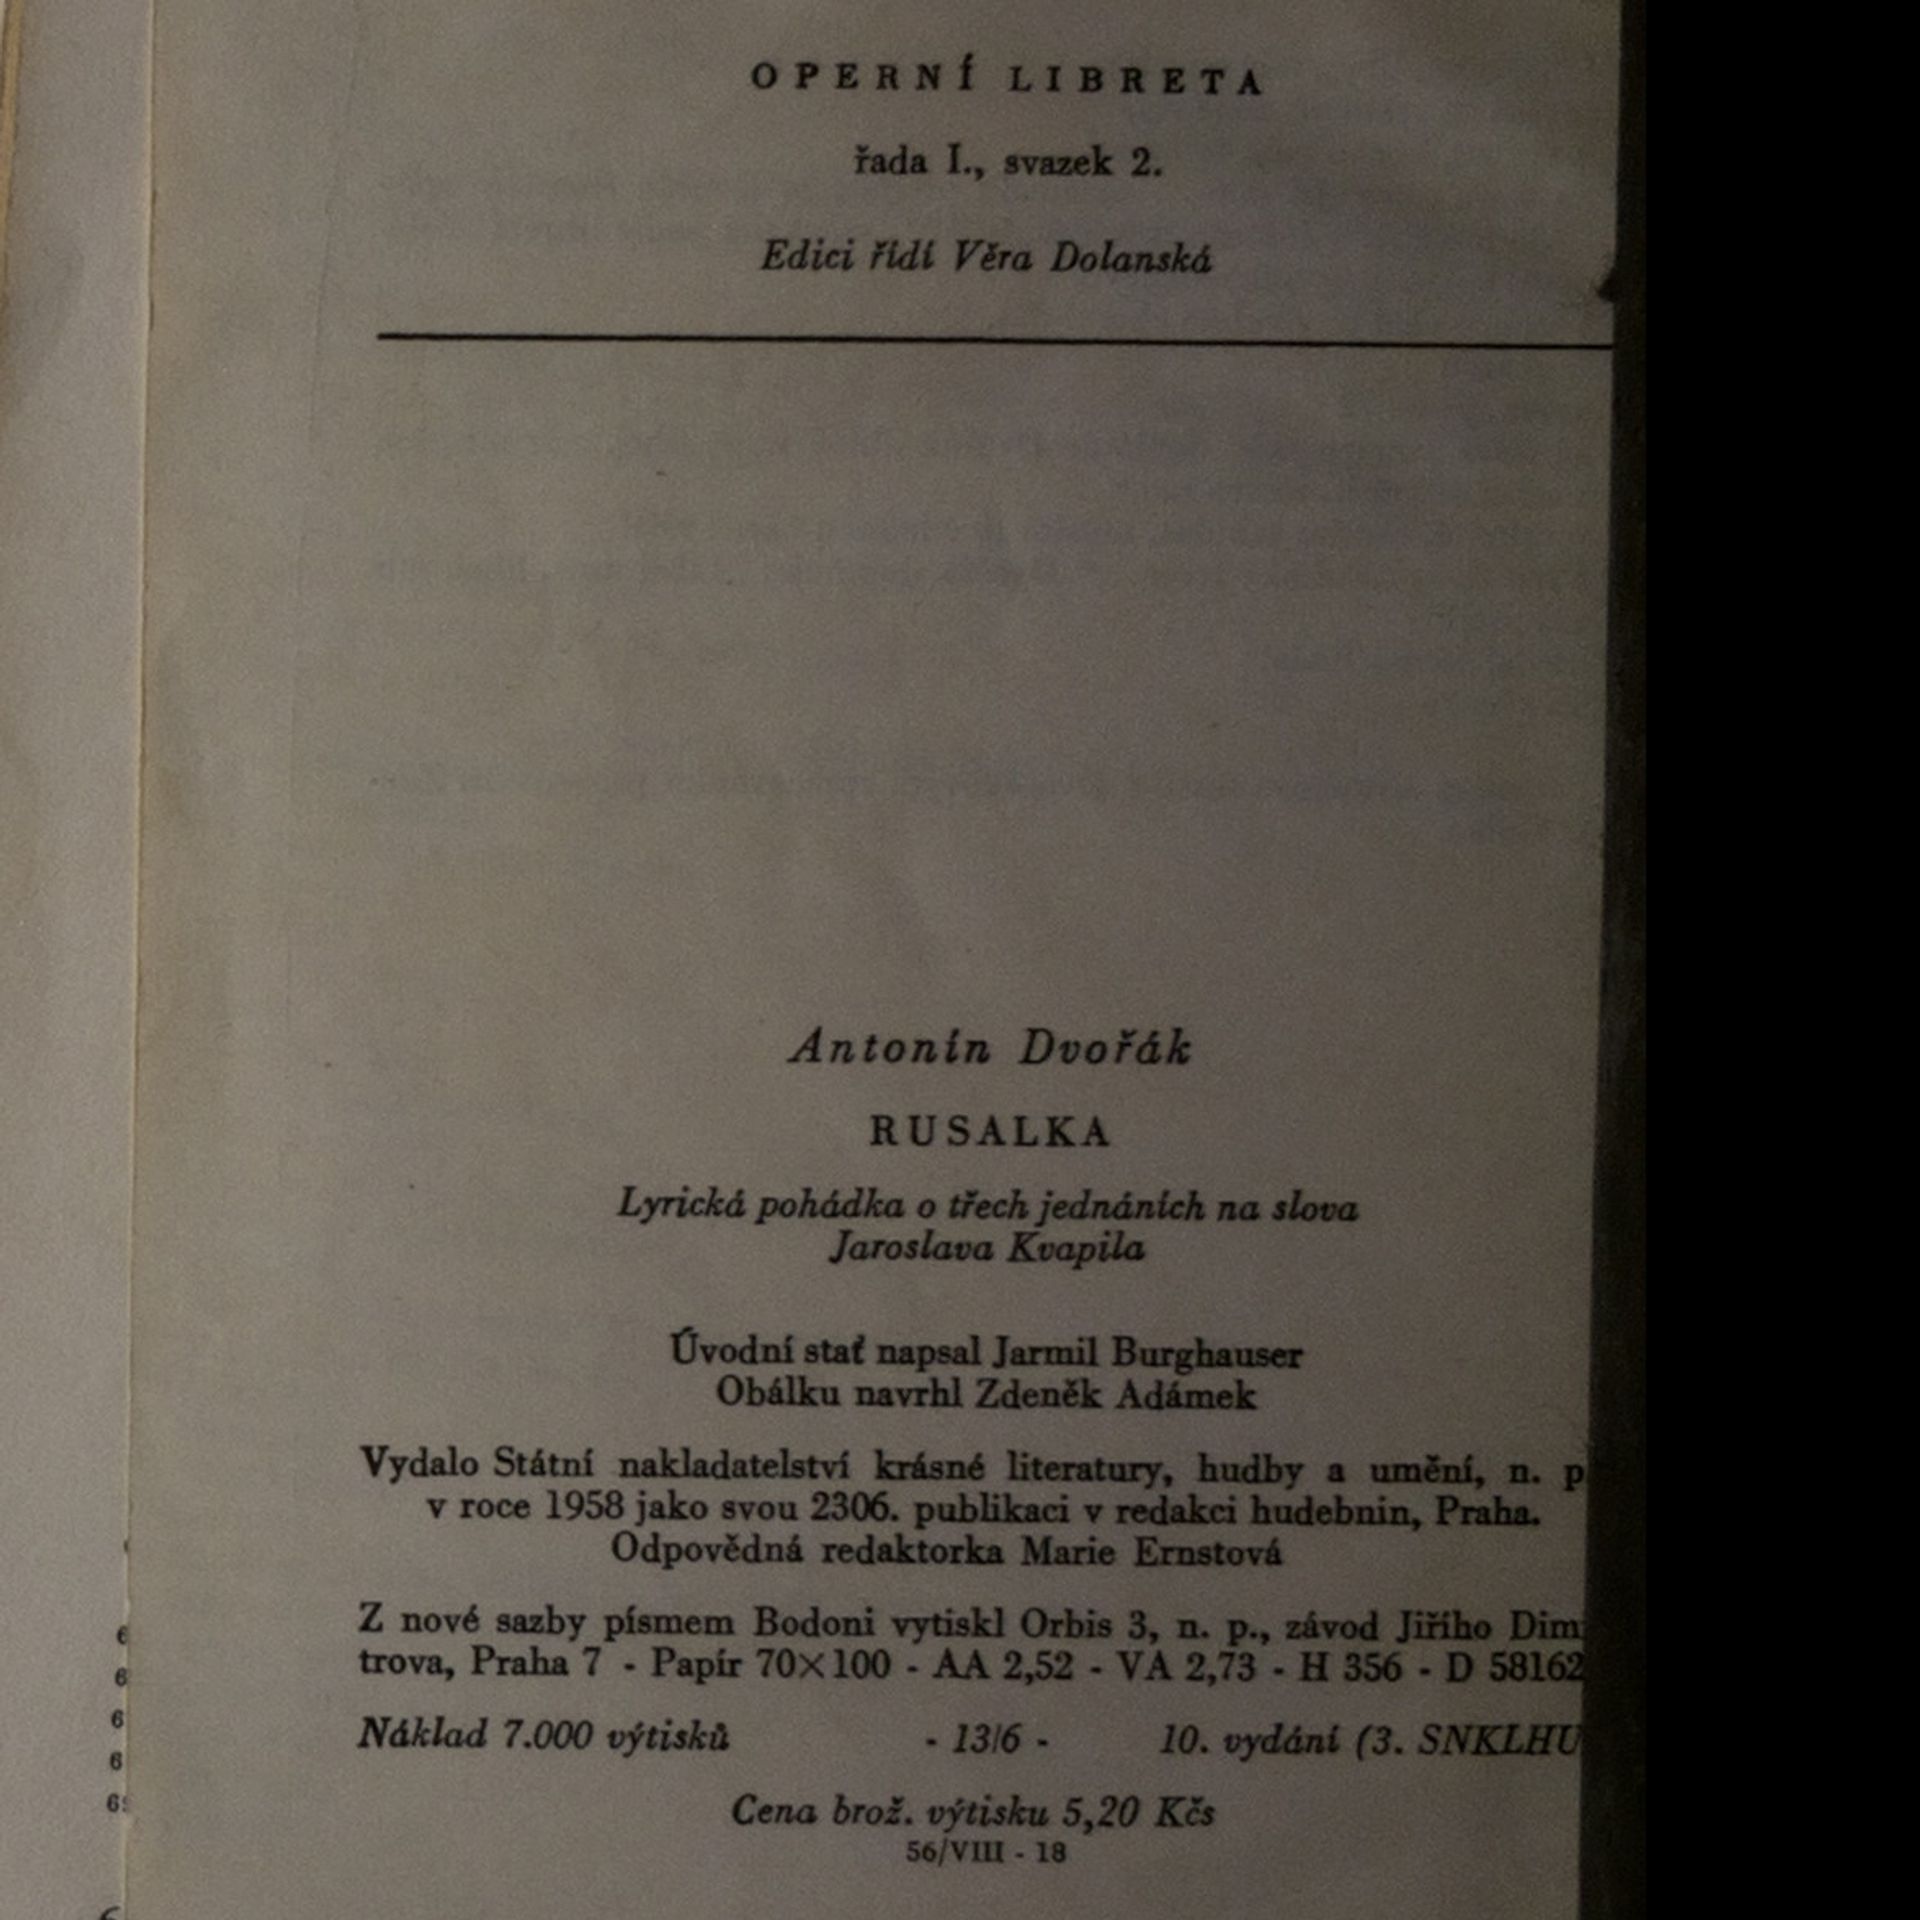 OPERNÍ LIBRETA
řada I., svazek 2.
Edici řídí Věra Dolanská
Antonín Dvořák
RUSALKA
Lyrická pohádka o třech jednáních na slova
Jaroslava Kvapila
Úvodní stať napsal Jarmil Burghauser
Obálku navrhl Zdeněk Adámek
Vydalo Státní nakladatelství krásné literatury, hudby a umění, n. p
v roce 1958 jako svou 2306. publikaci v redakci hudebnin, Praha.
Odpovědná redaktorka Marie Ernstová
Z nové sazby písmem Bodoni vytiskl Orbis 3, n. p., závod Jiřího Dim
trova, Praha 7 - Papír 70×100 - AA 2,52 - VA 2,73 - H 356 - D 58162
Náklad 7.000 výtisků - 13/6 - 10. vydání (3. SNKLHU
Cena brož. výtisku 5,20 Kčs
56/VIII - 18